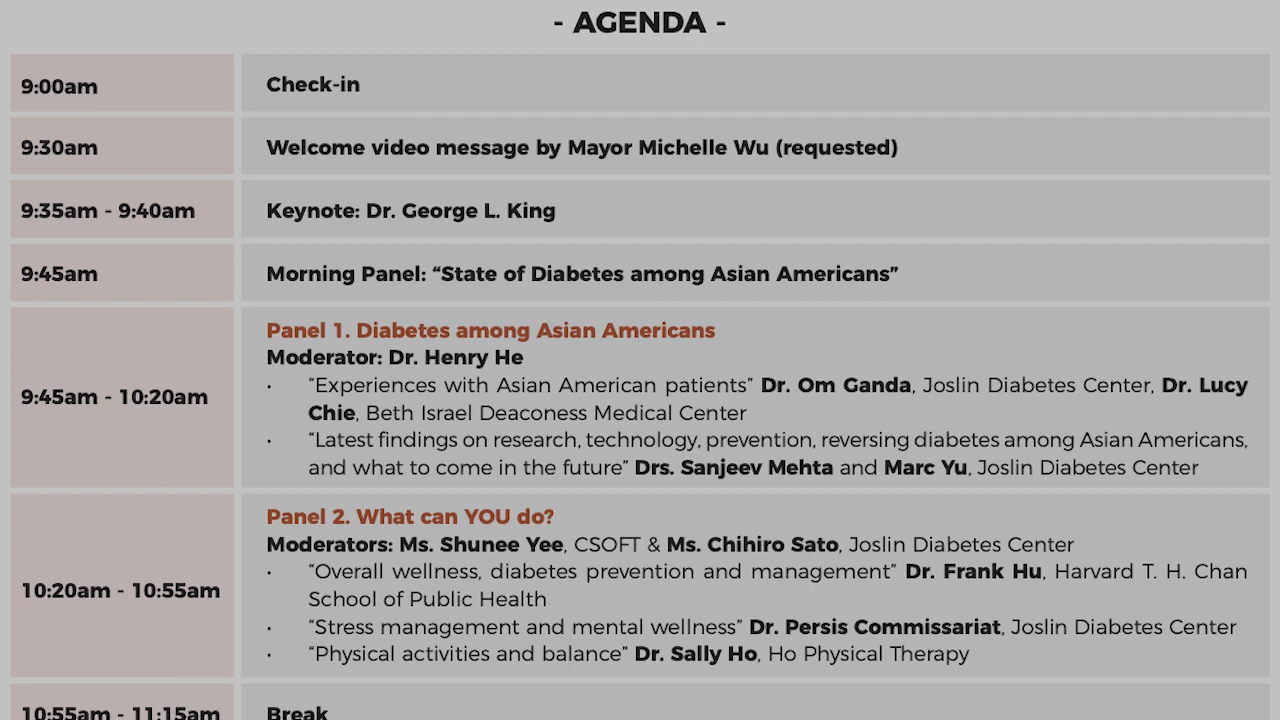 - AGENDA -
9:00am
Check-in
9:30am
Welcome video message by Mayor Michelle Wu (requested)
9:35am - 9:40am
Keynote: Dr. George L. King
9:45am
Morning Panel: “State of Diabetes among Asian Americans”
9:45am - 10:20am
Panel 1. Diabetes among Asian Americans
Moderator: Dr. Henry He
• “Experiences with Asian American patients” Dr. Om Ganda, Joslin Diabetes Center, Dr. Lucy
Chie, Beth Israel Deaconess Medical Center
• “Latest findings on research, technology, prevention, reversing diabetes among Asian Americans,
and what to come in the future” Drs. Sanjeev Mehta and Marc Yu, Joslin Diabetes Center
10:20am - 10:55am
Panel 2. What can YOU do?
Moderators: Ms. Shunee Yee, CSOFT & Ms. Chihiro Sato, Joslin Diabetes Center
• “Overall wellness, diabetes prevention and management” Dr. Frank Hu, Harvard T. H. Chan
School of Public Health
• “Stress management and mental wellness” Dr. Persis Commissariat, Joslin Diabetes Center
• “Physical activities and balance” Dr. Sally Ho, Ho Physical Therapy
10:55am - 11:15am
Break